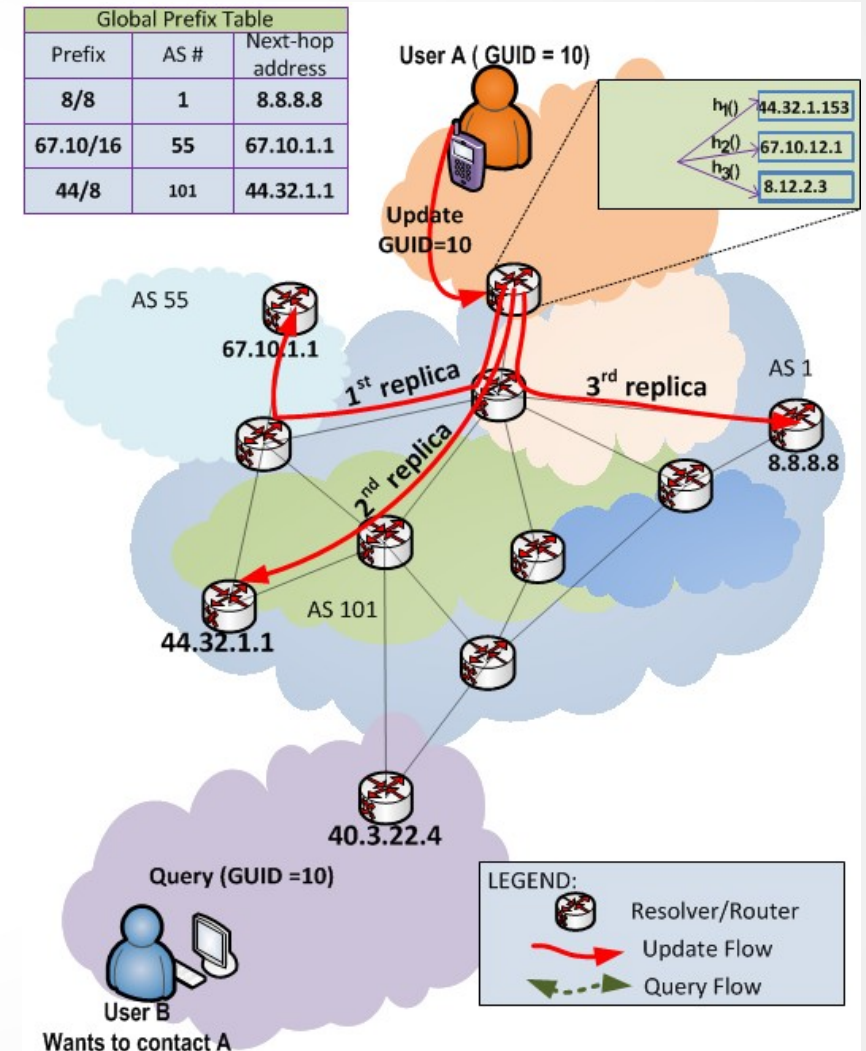 Global Prefix Table
Prefix AS # Next-hop address
8/8 1 8.8.8.8
67.10/16 55 67.10.1.1
44/8 101 44.32.1.1
User A ( GUID = 10)
h1() 44.32.1.153
h2() 67.10.12.1
h3() 8.12.2.3
Update
GUID=10
AS 55
67.10.1.1
1st replica
2nd replica
3rd replica
AS 1
8.8.8.8
AS 101
44.32.1.1
40.3.22.4
Query (GUID =10)
User B
Wants to contact A
LEGEND:
Resolver/Router
Update Flow
Query Flow